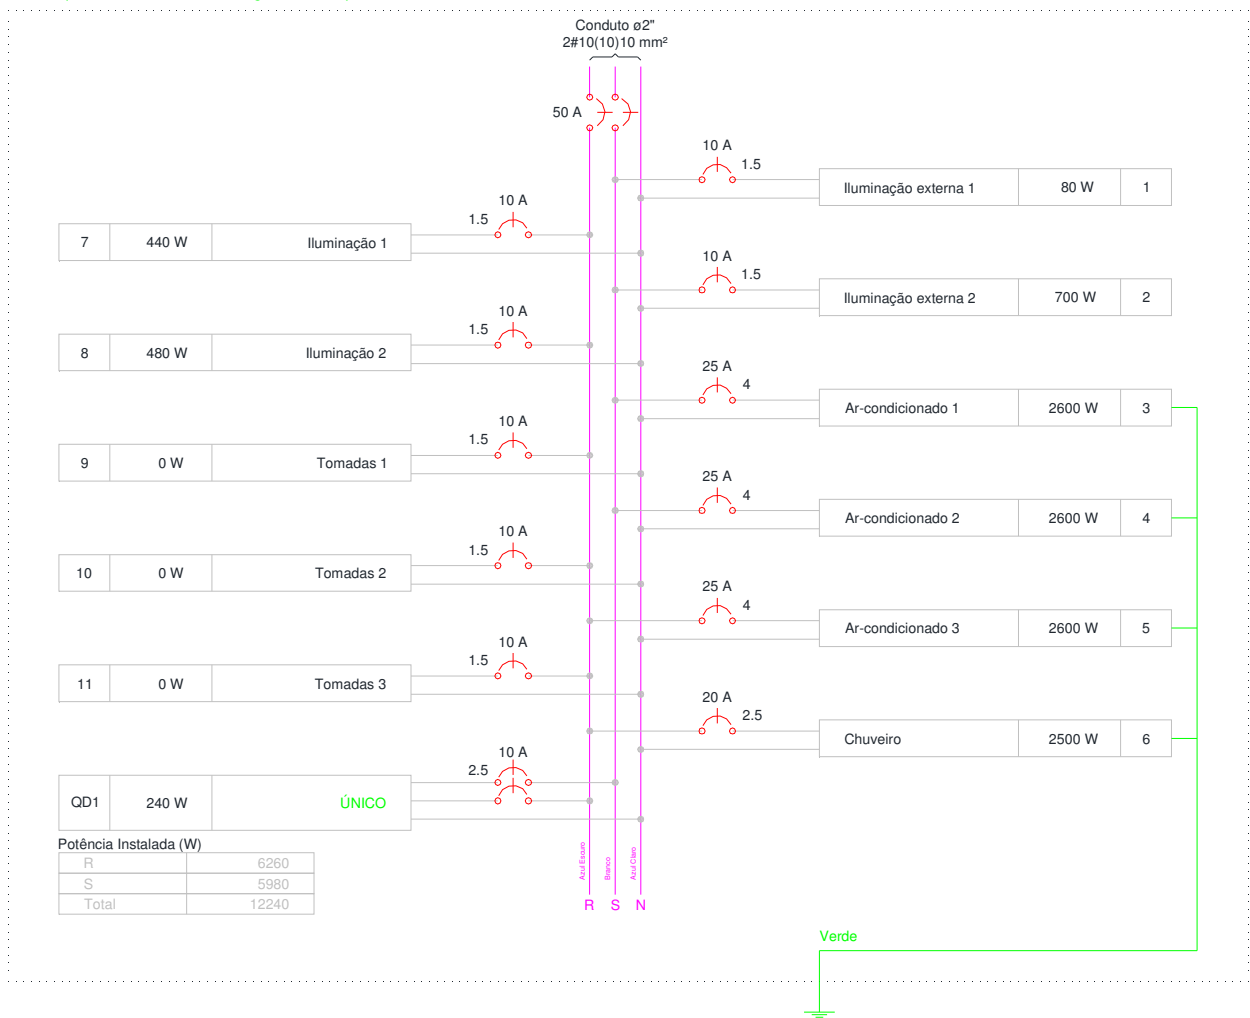 Conduto ø2"
2#10(10)10 mm²
50 A
10 A
1.5
Iluminação externa 1 80 W 1
10 A
1.5
7 440 W Iluminação 1
10 A
1.5
Iluminação externa 2 700 W 2
10 A
1.5
8 480 W Iluminação 2
25 A
4
Ar-condicionado 1 2600 W 3
10 A
1.5
9 0 W Tomadas 1
25 A
4
Ar-condicionado 2 2600 W 4
10 A
1.5
10 0 W Tomadas 2
25 A
4
Ar-condicionado 3 2600 W 5
10 A
1.5
11 0 W Tomadas 3
20 A
2.5
Chuveiro 2500 W 6
10 A
2.5
QD1 240 W ÚNICO
Potência Instalada (W)
R 6260
S 5980
Total 12240
Azul Escuro
Branco
Azul Claro
R S N
Verde